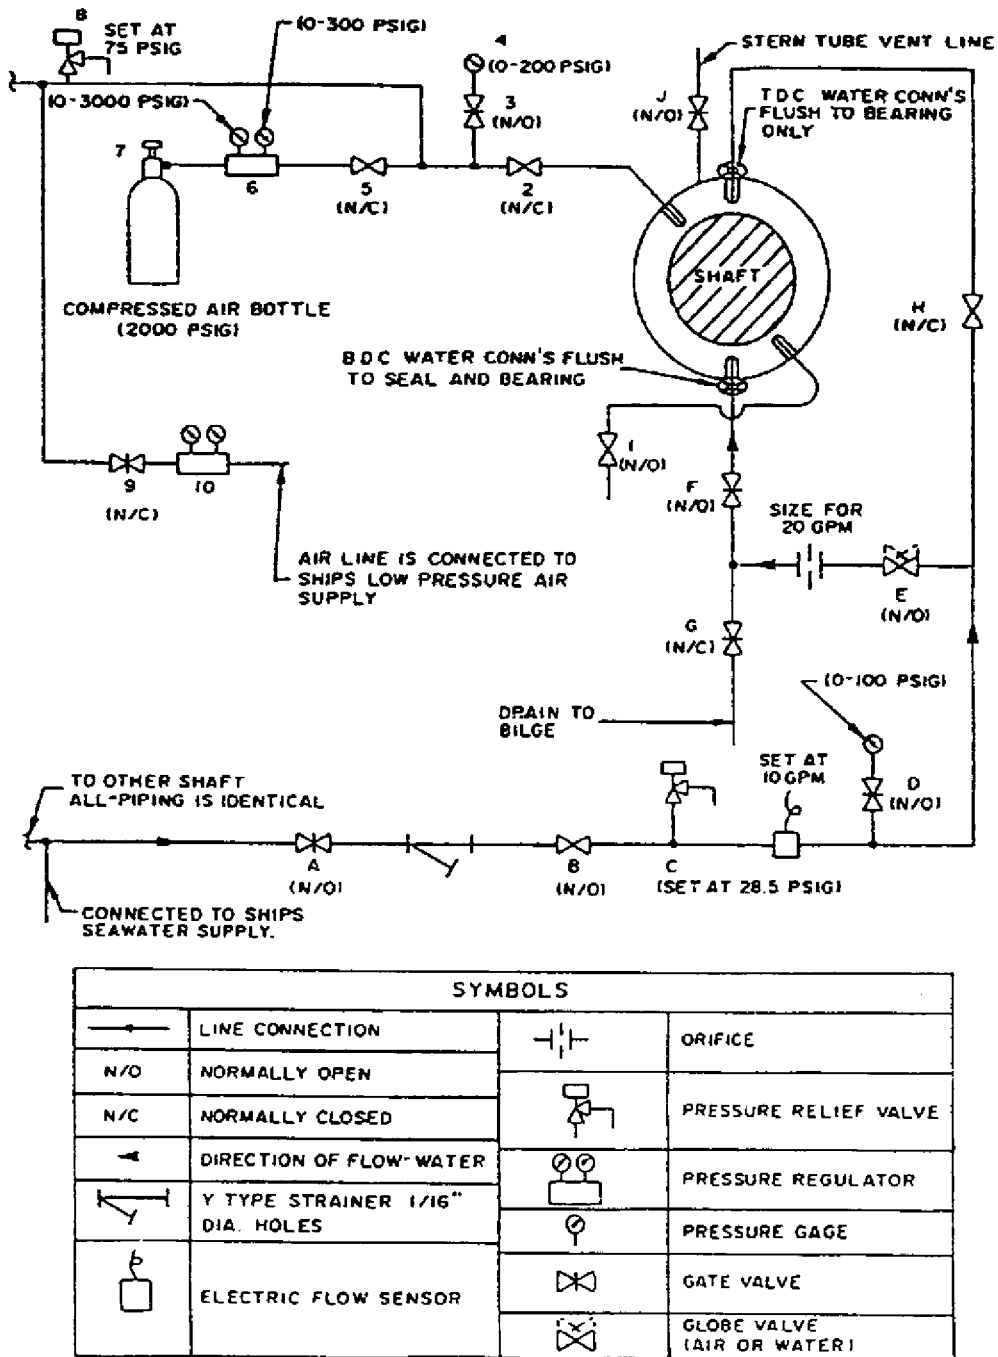 8
SET AT
75 PSIG
(0-300 PSIG)
4
(0-200 PSIG)
STERN TUBE VENT LINE
(0-3000 PSIG)
3
(N/O)
J
(N/O)
TDC WATER CONN'S
FLUSH TO BEARING
ONLY
7
6
5
(N/C)
2
(N/C)
SHAFT
COMPRESSED AIR BOTTLE
(2000 PSIG)
H
(N/C)
BDC WATER CONN'S FLUSH
TO SEAL AND BEARING
I
(N/O)
9
(N/C)
10
F
(N/O)
SIZE FOR
20 GPM
AIR LINE IS CONNECTED TO
SHIPS LOW PRESSURE AIR
SUPPLY
E
(N/O)
G
(N/C)
(0-100 PSIG)
DRAIN TO
BILGE
SET AT
10 GPM
TO OTHER SHAFT
ALL-PIPING IS IDENTICAL
D
(N/O)
A
(N/O)
B
(N/O)
C
(SET AT 28.5 PSIG)
CONNECTED TO SHIPS
SEAWATER SUPPLY.
SYMBOLS
LINE CONNECTION
N/O NORMALLY OPEN
N/C NORMALLY CLOSED
DIRECTION OF FLOW-WATER
Y TYPE STRAINER 1/16"
DIA. HOLES
ELECTRIC FLOW SENSOR
ORIFICE
PRESSURE RELIEF VALVE
PRESSURE REGULATOR
PRESSURE GAGE
GATE VALVE
GLOBE VALVE
(AIR OR WATER)